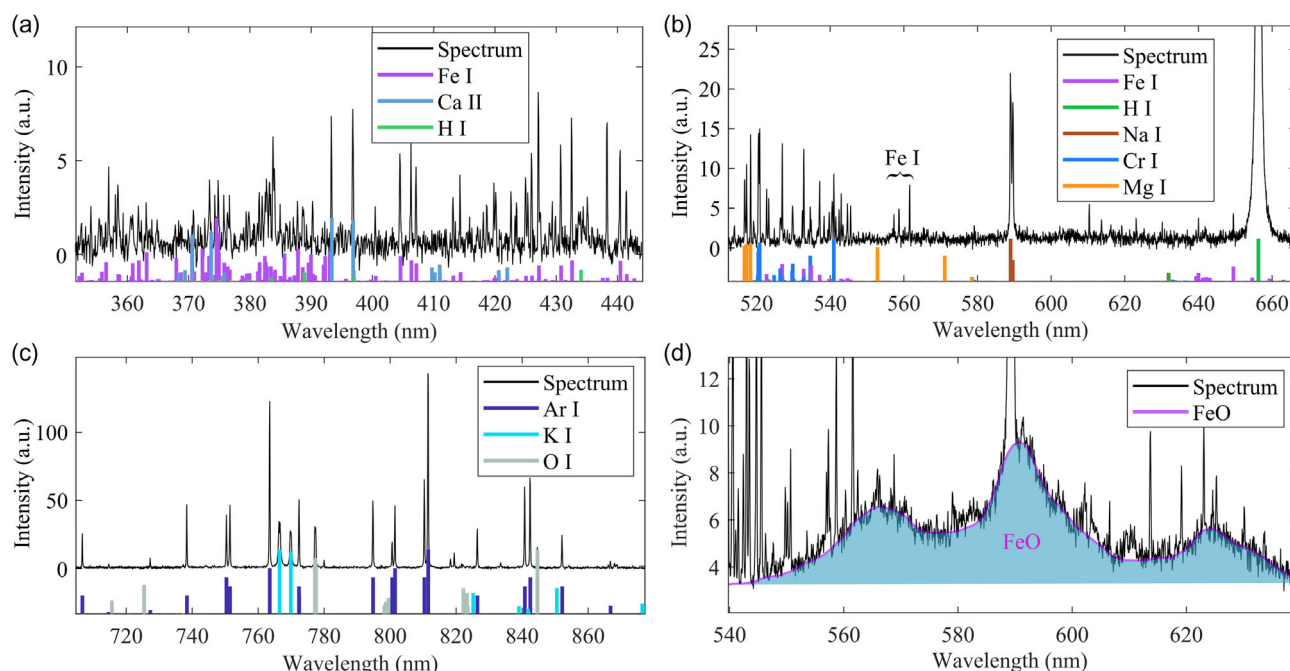 (a)
Intensity (a.u.)
10
5
0
Spectrum
Fe I
Ca II
H I
360 370 380 390 400 410 420 430 440
Wavelength (nm)
(b)
Intensity (a.u.)
25
20
15
10
5
0
Fe I
Spectrum
Fe I
H I
Na I
Cr I
Mg I
520 540 560 580 600 620 640 660
Wavelength (nm)
(c)
Intensity (a.u.)
100
50
0
Spectrum
Ar I
K I
O I
720 740 760 780 800 820 840 860
Wavelength (nm)
(d)
Intensity (a.u.)
12
10
8
6
4
Spectrum
FeO
FeO
540 560 580 600 620
Wavelength (nm)